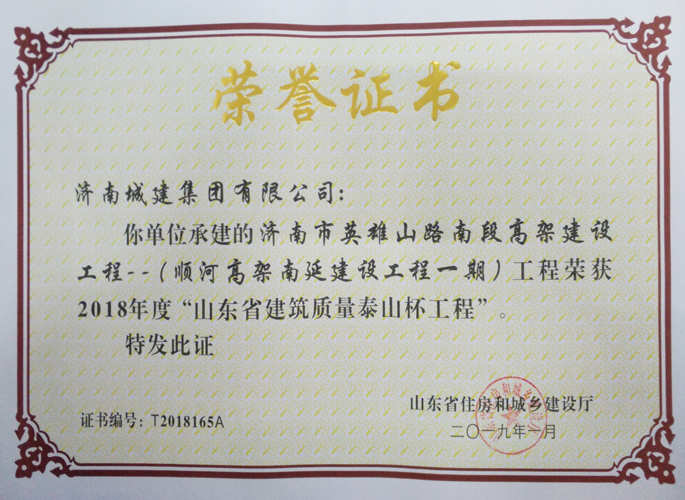 荣誉证书
济南城建集团有限公司：
你单位承建的济南市英雄山路南段高架建设
工程--（顺河高架南延建设工程一期）工程荣获
2018年度“山东省建筑质量泰山杯工程”。
特发此证
山东省住房和城乡建设厅
证书编号：T2018165A
二〇一九年一月